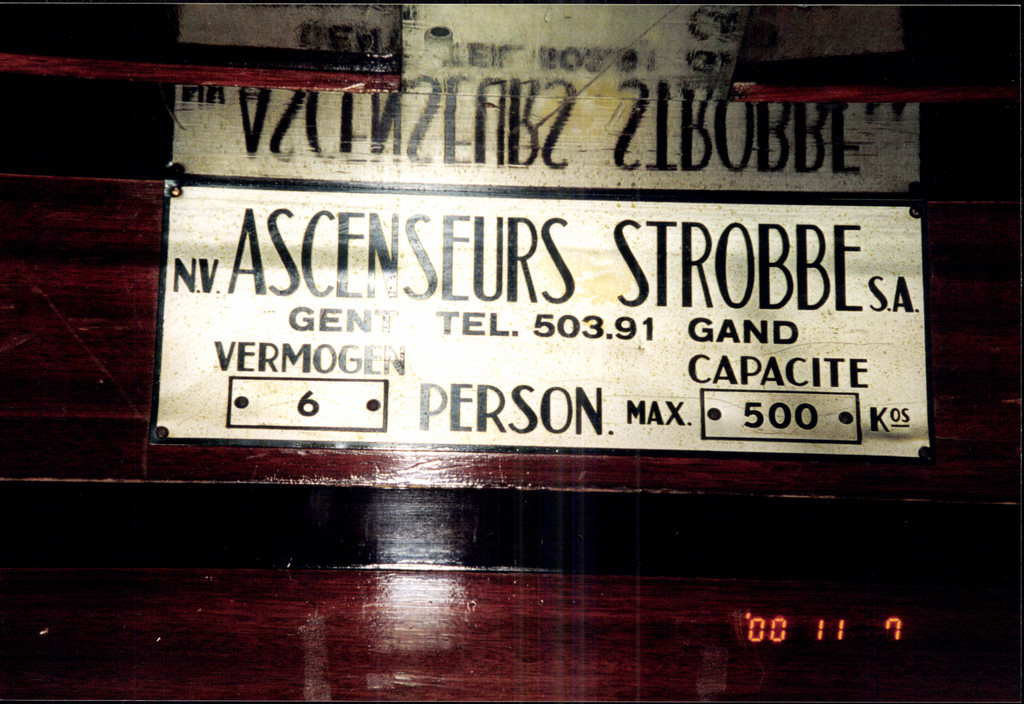 N.V. ASCENSEURS STROBBE S.A.
GENT TEL. 503.91 GAND
VERMOGEN CAPACITE
6 PERSON. MAX. 500 Kos
'00 11 7